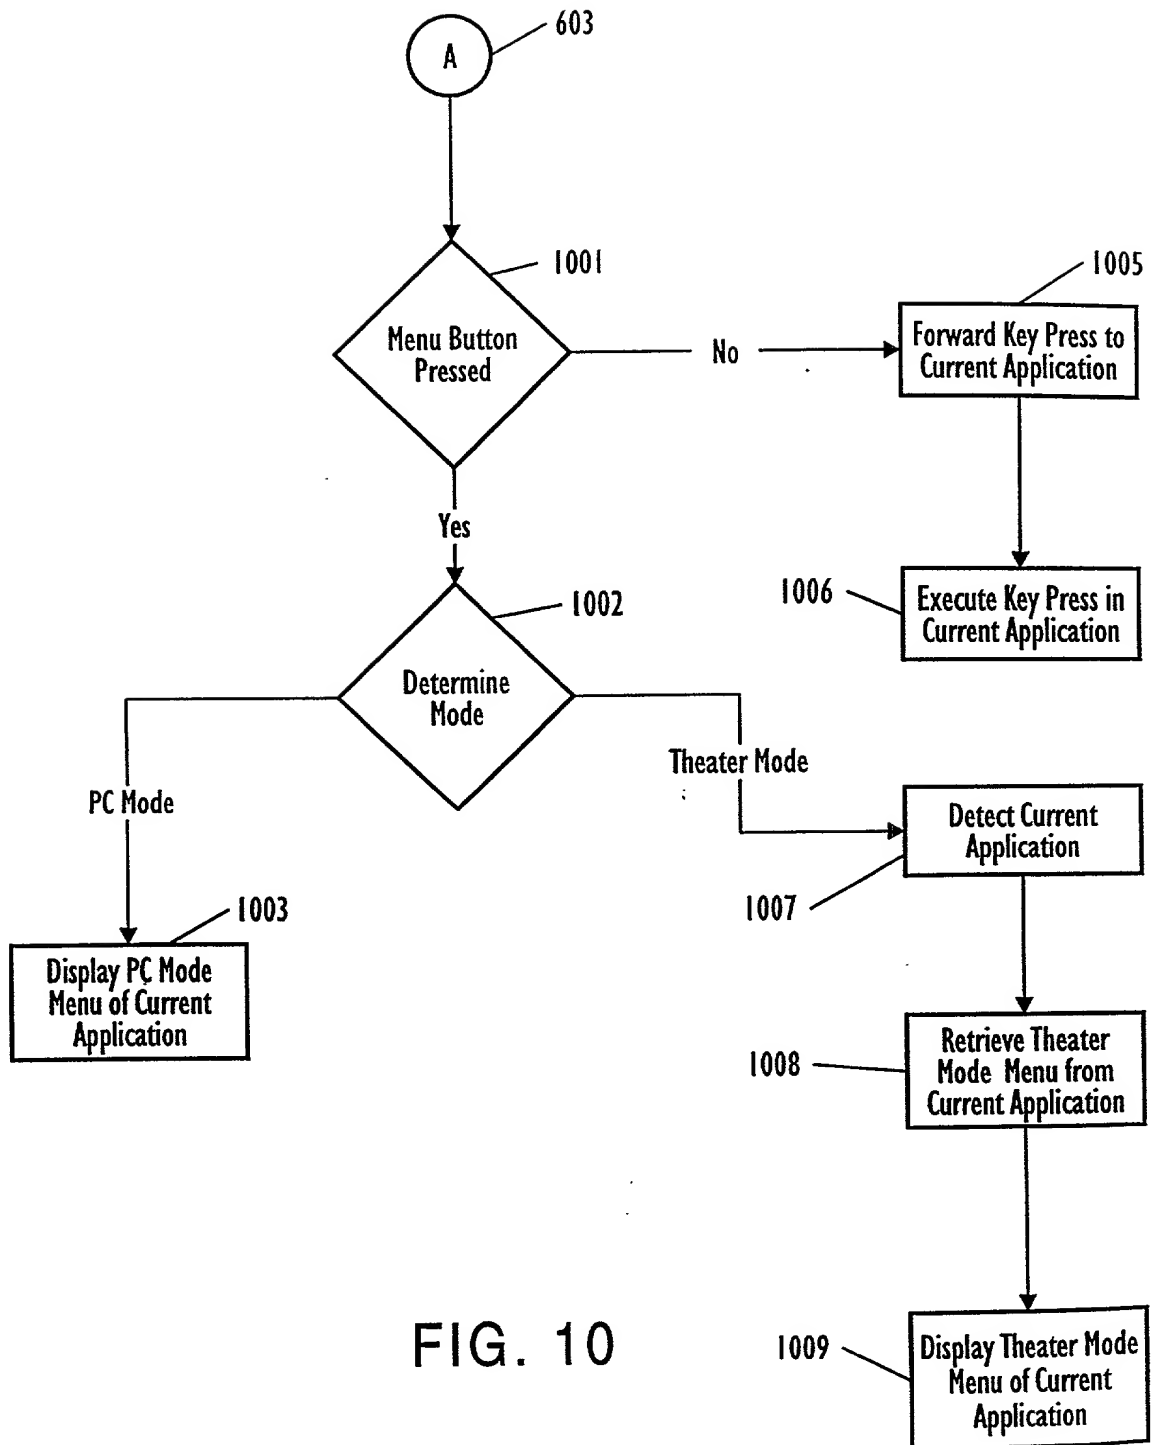 603
A
1001
Menu Button
Pressed
No
1005
Forward Key Press to
Current Application
Yes
1006
Execute Key Press in
Current Application
1002
Determine
Mode
PC Mode
Theater Mode
Detect Current
Application
1007
1003
Display PC Mode
Menu of Current
Application
1008
Retrieve Theater
Mode Menu from
Current Application
1009
Display Theater Mode
Menu of Current
Application
FIG. 10